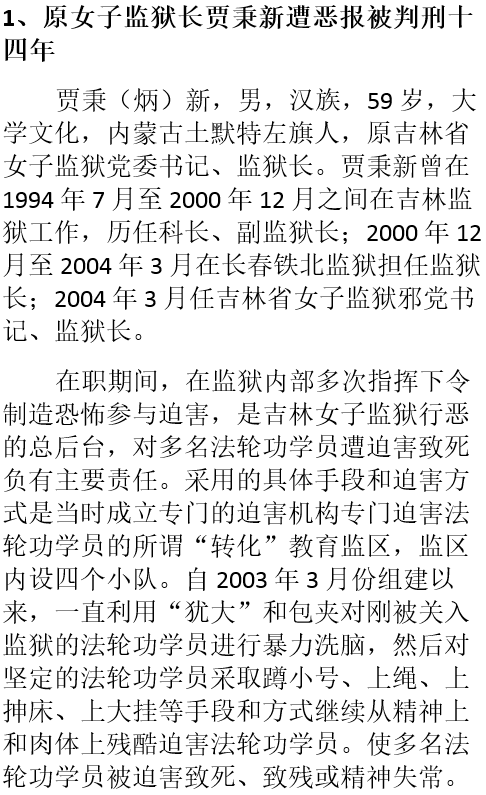 1、原女子监狱长贾秉新遭恶报被判刑十
四年
贾秉（炳）新，男，汉族，59 岁，大
学文化，内蒙古土默特左旗人，原吉林省
女子监狱党委书记、监狱长。贾秉新曾在
1994 年 7 月至 2000 年 12 月之间在吉林监
狱工作，历任科长、副监狱长；2000 年 12
月至 2004 年 3 月在长春铁北监狱担任监狱
长；2004 年 3 月任吉林省女子监狱邪党书
记、监狱长。
在职期间，在监狱内部多次指挥下令
制造恐怖参与迫害，是吉林女子监狱行恶
的总后台，对多名法轮功学员遭迫害致死
负有主要责任。采用的具体手段和迫害方
式是当时成立专门的迫害机构专门迫害法
轮功学员的所谓“转化”教育监区，监区
内设四个小队。自 2003 年 3 月份组建以
来，一直利用“犹大”和包夹对刚被关入
监狱的法轮功学员进行暴力洗脑，然后对
坚定的法轮功学员采取蹲小号、上绳、上
抻床、上大挂等手段和方式继续从精神上
和肉体上残酷迫害法轮功学员。使多名法
轮功学员被迫害致死、致残或精神失常。